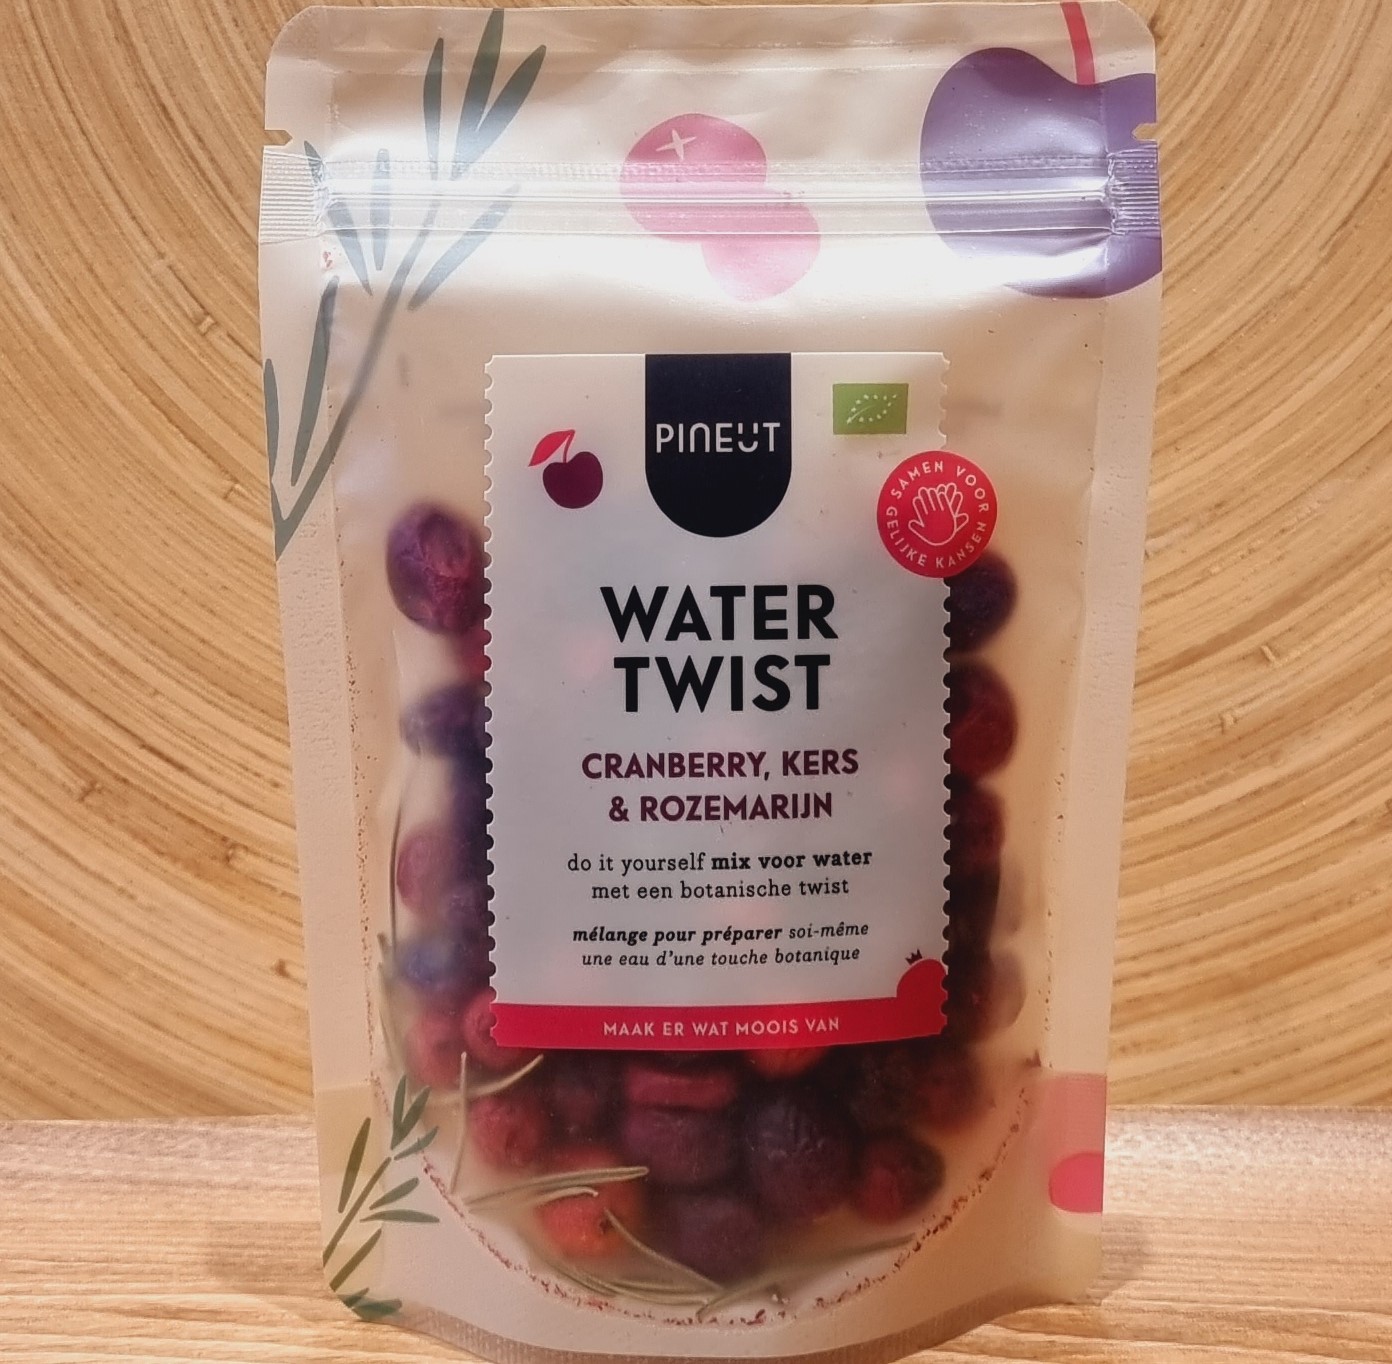 PINEUT
SAMEN VOOR
GELIJKE KANSEN
WATER
TWIST
CRANBERRY, KERS
& ROZEMARIJN
do it yourself mix voor water
met een botanische twist
mélange pour préparer soi-même
une eau d'une touche botanique
MAAK ER WAT MOOIS VAN